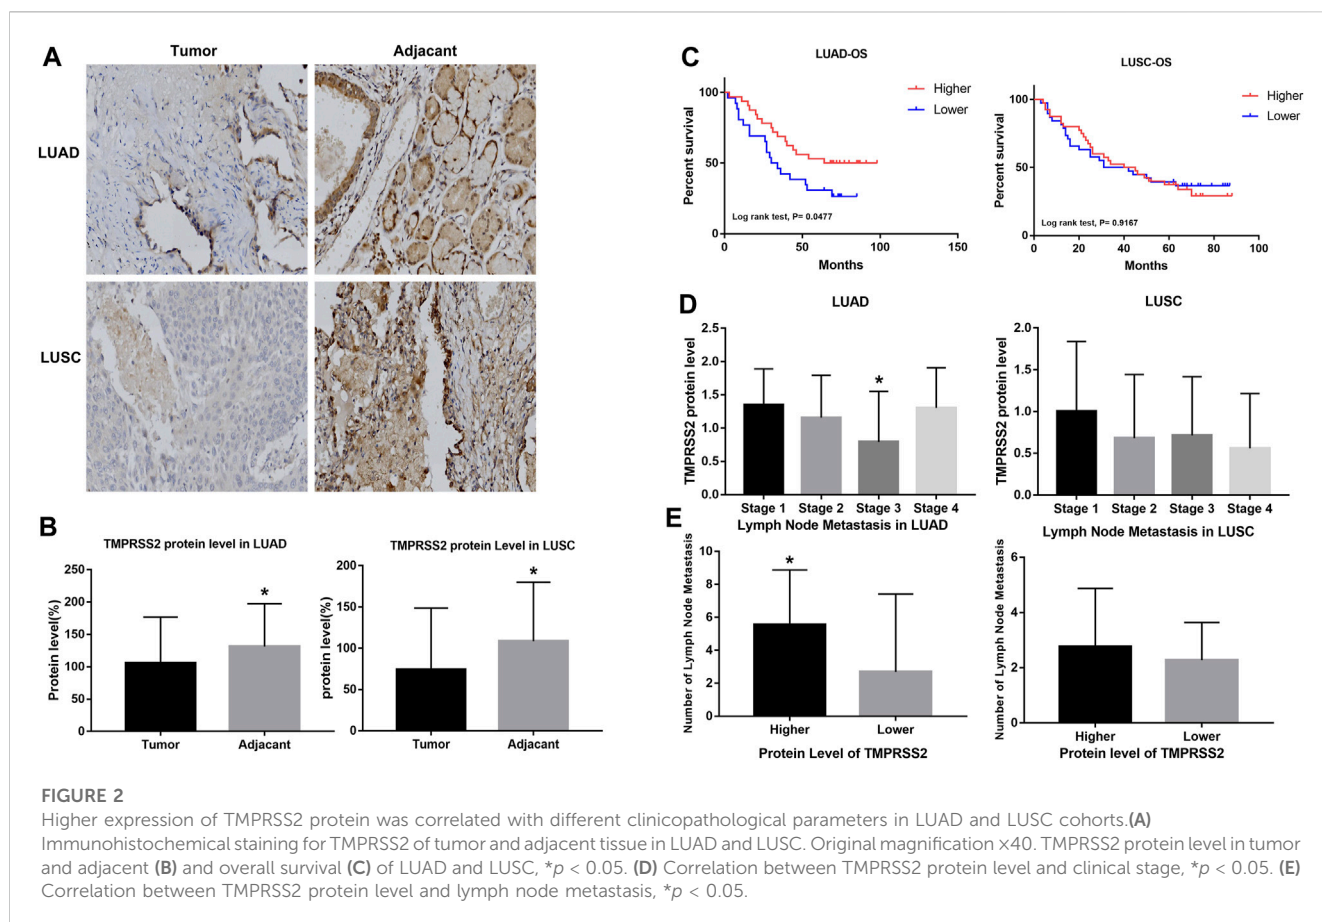 A
Tumor
Adjacant
LUAD
LUSC
B
TMPRSS2 protein level in LUAD
Protein level(%)
250
200
150
100
50
0
*
Tumor
Adjacant
TMPRSS2 protein Level in LUSC
protein level(%)
200
150
100
50
0
*
Tumor
Adjacant
C
LUAD-OS
Percent survival
100
50
0
Higher
Lower
Log rank test, P= 0.0477
0
50
100
150
Months
LUSC-OS
Percent survival
100
50
0
Higher
Lower
Log rank test, P= 0.9167
0
20
40
60
80
100
Months
D
LUAD
TMPRSS2 protein level
2.5
2.0
1.5
1.0
0.5
0.0
*
Stage 1
Stage 2
Stage 3
Stage 4
LUSC
TMPRSS2 protein level
2.0
1.5
1.0
0.5
0.0
Stage 1
Stage 2
Stage 3
Stage 4
E
Lymph Node Metastasis in LUAD
Number of Lymph Node Metastasis
10
8
6
4
2
0
*
Higher
Lower
Protein Level of TMPRSS2
Lymph Node Metastasis in LUSC
Number of Lymph Node Metastasis
6
4
2
0
Higher
Lower
Protein level of TMPRSS2
FIGURE 2
Higher expression of TMPRSS2 protein was correlated with different clinicopathological parameters in LUAD and LUSC cohorts.(A)
Immunohistochemical staining for TMPRSS2 of tumor and adjacent tissue in LUAD and LUSC. Original magnification ×40. TMPRSS2 protein level in tumor
and adjacent (B) and overall survival (C) of LUAD and LUSC, *p < 0.05. (D) Correlation between TMPRSS2 protein level and clinical stage, *p < 0.05. (E)
Correlation between TMPRSS2 protein level and lymph node metastasis, *p < 0.05.